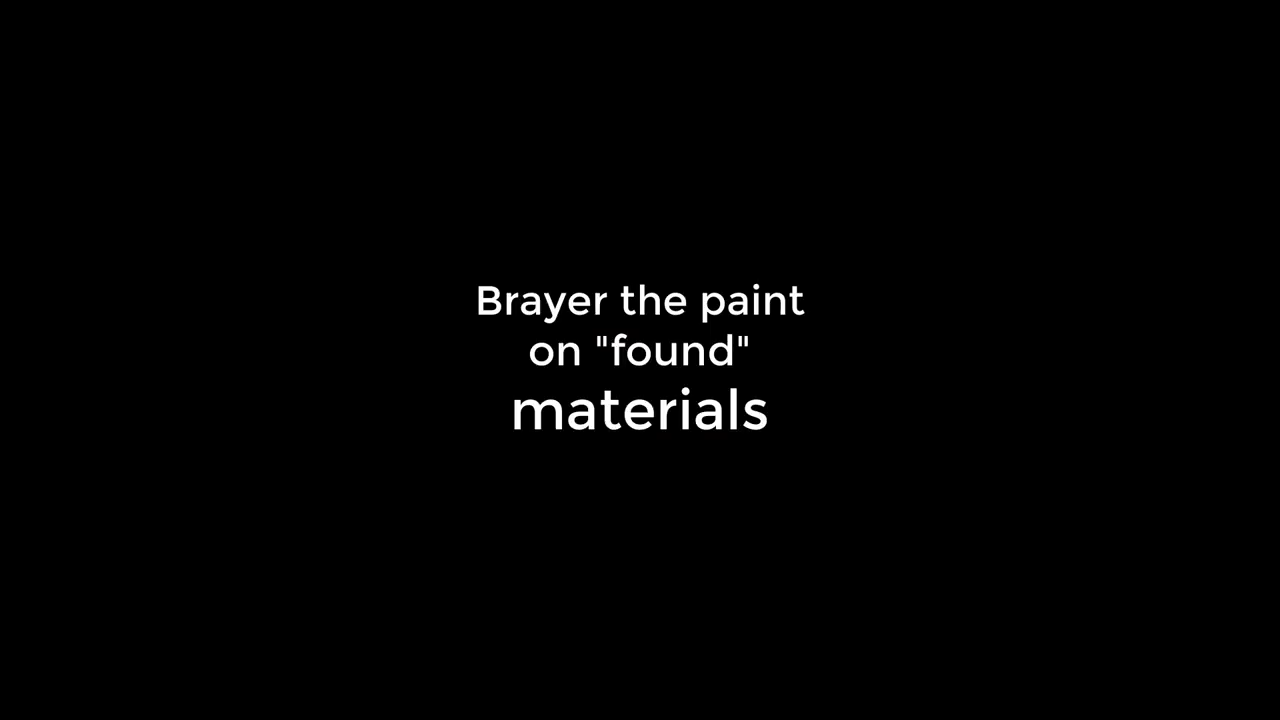 Brayer the paint
on "found"
materials